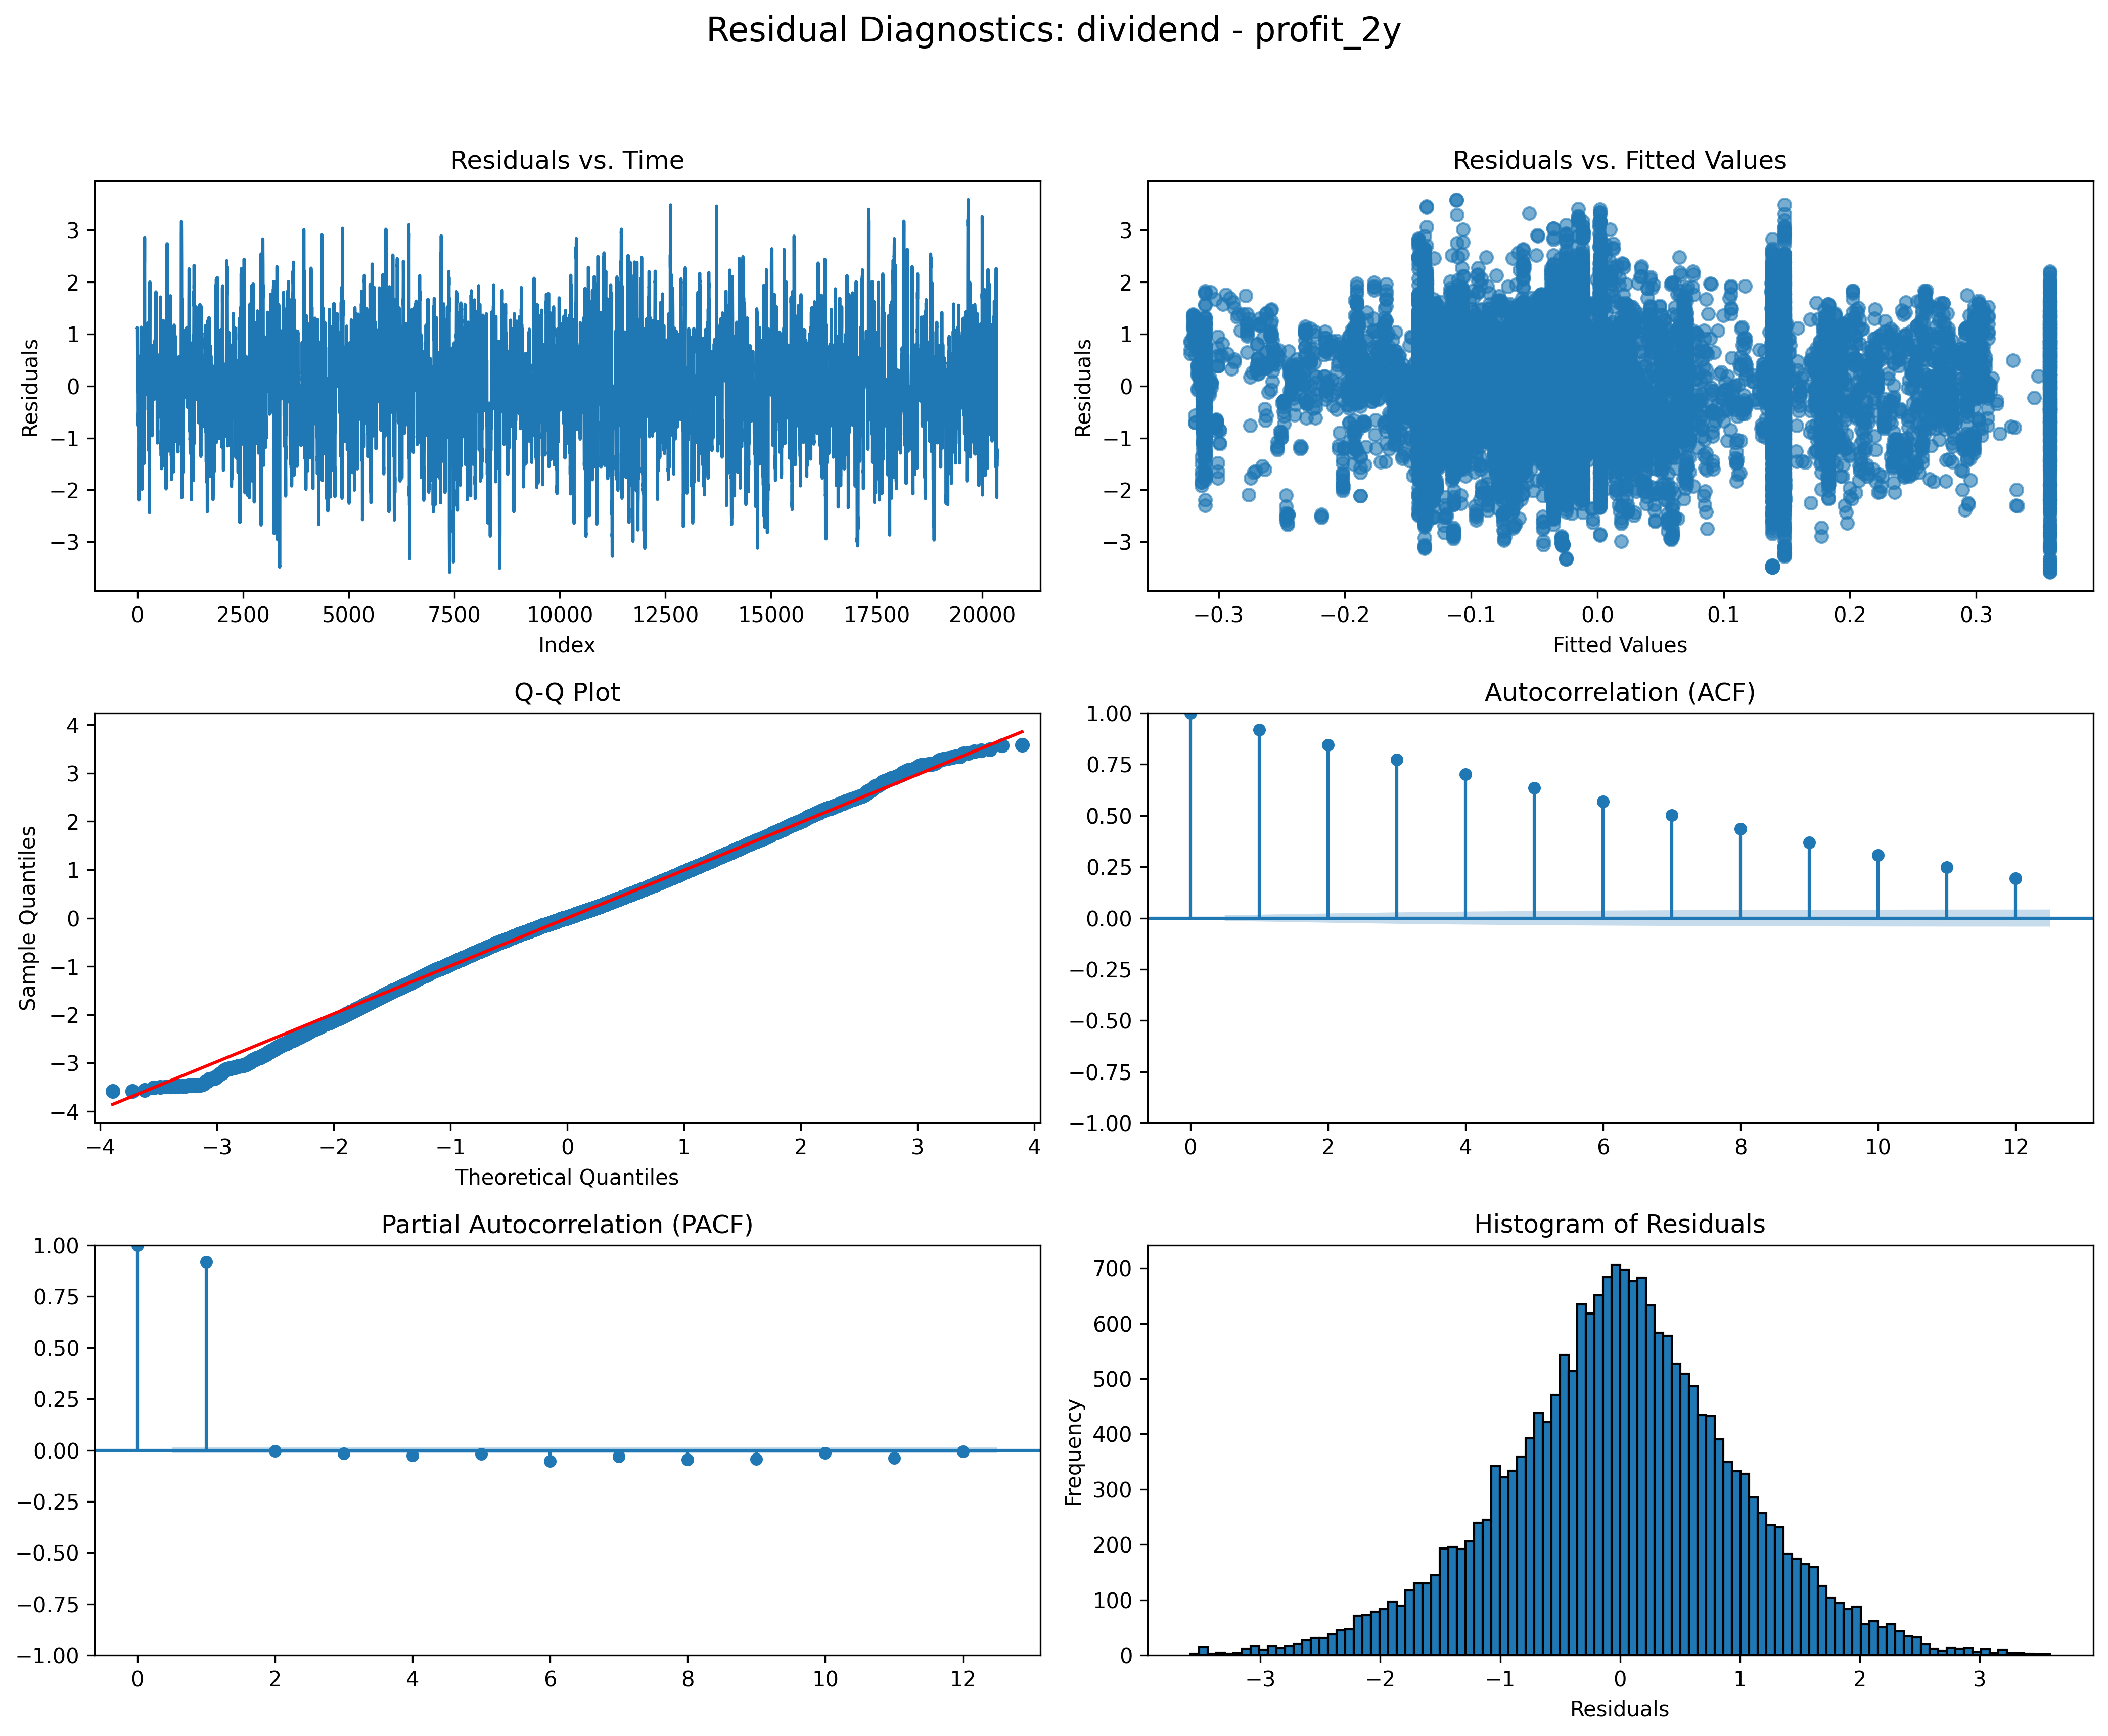 Residual Diagnostics: dividend - profit_2y
Residuals vs. Time
Residuals
3
2
1
0
−1
−2
−3
0 2500 5000 7500 10000 12500 15000 17500 20000
Index
Residuals vs. Fitted Values
Residuals
3
2
1
0
−1
−2
−3
−0.3 −0.2 −0.1 0.0 0.1 0.2 0.3
Fitted Values
Q-Q Plot
Sample Quantiles
4
3
2
1
0
−1
−2
−3
−4
−4 −3 −2 −1 0 1 2 3 4
Theoretical Quantiles
Autocorrelation (ACF)
1.00
0.75
0.50
0.25
0.00
−0.25
−0.50
−0.75
−1.00
0 2 4 6 8 10 12
Partial Autocorrelation (PACF)
1.00
0.75
0.50
0.25
0.00
−0.25
−0.50
−0.75
−1.00
0 2 4 6 8 10 12
Histogram of Residuals
Frequency
700
600
500
400
300
200
100
0
−3 −2 −1 0 1 2 3
Residuals